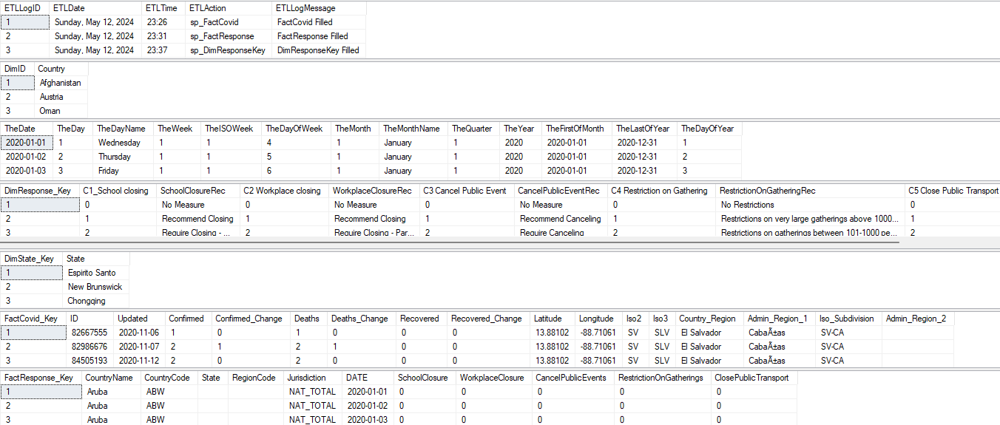 ETLLogID ETLDate ETLTime ETLAction ETLLogMessage
1 Sunday, May 12, 2024 23:26 sp_FactCovid FactCovid Filled
2 Sunday, May 12, 2024 23:31 sp_FactResponse FactResponse Filled
3 Sunday, May 12, 2024 23:37 sp_DimResponseKey DimResponseKey Filled
DimID Country
1 Afghanistan
2 Austria
3 Oman
TheDate TheDay TheDayName TheWeek TheISOWeek TheDayOfWeek TheMonth TheMonthName TheQuarter TheYear TheFirstOfMonth TheLastOfYear TheDayOfYear
2020-01-01 1 Wednesday 1 1 4 1 January 1 2020 2020-01-01 2020-12-31 1
2020-01-02 2 Thursday 1 1 5 1 January 1 2020 2020-01-01 2020-12-31 2
2020-01-03 3 Friday 1 1 6 1 January 1 2020 2020-01-01 2020-12-31 3
DimResponse_Key C1_School closing SchoolClosureRec C2 Workplace closing WorkplaceClosureRec C3 Cancel Public Event CancelPublicEventRec C4 Restriction on Gathering RestrictionOnGatheringRec C5 Close Public Transport
1 0 No Measure 0 No Measure 0 No Measure 0 No Restrictions 0
2 1 Recommend Closing 1 Recommend Closing 1 Recommend Canceling 1 Restrictions on very large gatherings above 1000... 1
3 2 Require Closing - ... 2 Require Closing - Par... 2 Require Canceling 2 Restrictions on gatherings between 101-1000 pe... 2
DimState_Key State
1 Espirito Santo
2 New Brunswick
3 Chongqing
FactCovid_Key ID Updated Confirmed Confirmed_Change Deaths Deaths_Change Recovered Recovered_Change Latitude Longitude Iso2 Iso3 Country_Region Admin_Region_1 Iso_Subdivision Admin_Region_2
1 82667555 2020-11-06 1 0 1 0 0 0 13.88102 -88.71061 SV SLV El Salvador CabaÃ±as SV-CA
2 82986676 2020-11-07 2 1 2 1 0 0 13.88102 -88.71061 SV SLV El Salvador CabaÃ±as SV-CA
3 84505193 2020-11-12 2 0 2 0 0 0 13.88102 -88.71061 SV SLV El Salvador CabaÃ±as SV-CA
FactResponse_Key CountryName CountryCode State RegionCode Jurisdiction DATE SchoolClosure WorkplaceClosure CancelPublicEvents RestrictionOnGatherings ClosePublicTransport
1 Aruba ABW NAT_TOTAL 2020-01-01 0 0 0 0 0
2 Aruba ABW NAT_TOTAL 2020-01-02 0 0 0 0 0
3 Aruba ABW NAT_TOTAL 2020-01-03 0 0 0 0 0